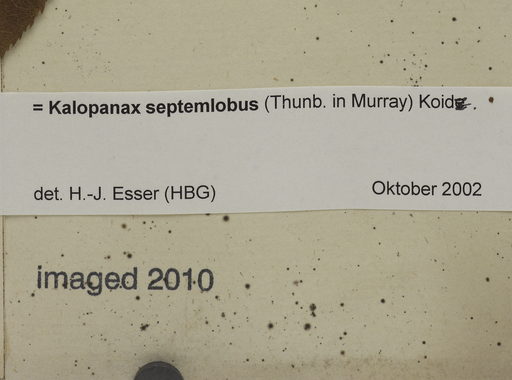 = Kalopanax septemlobus (Thunb. in Murray) Koidz.
det. H.-J. Esser (HBG) Oktober 2002
imaged 2010